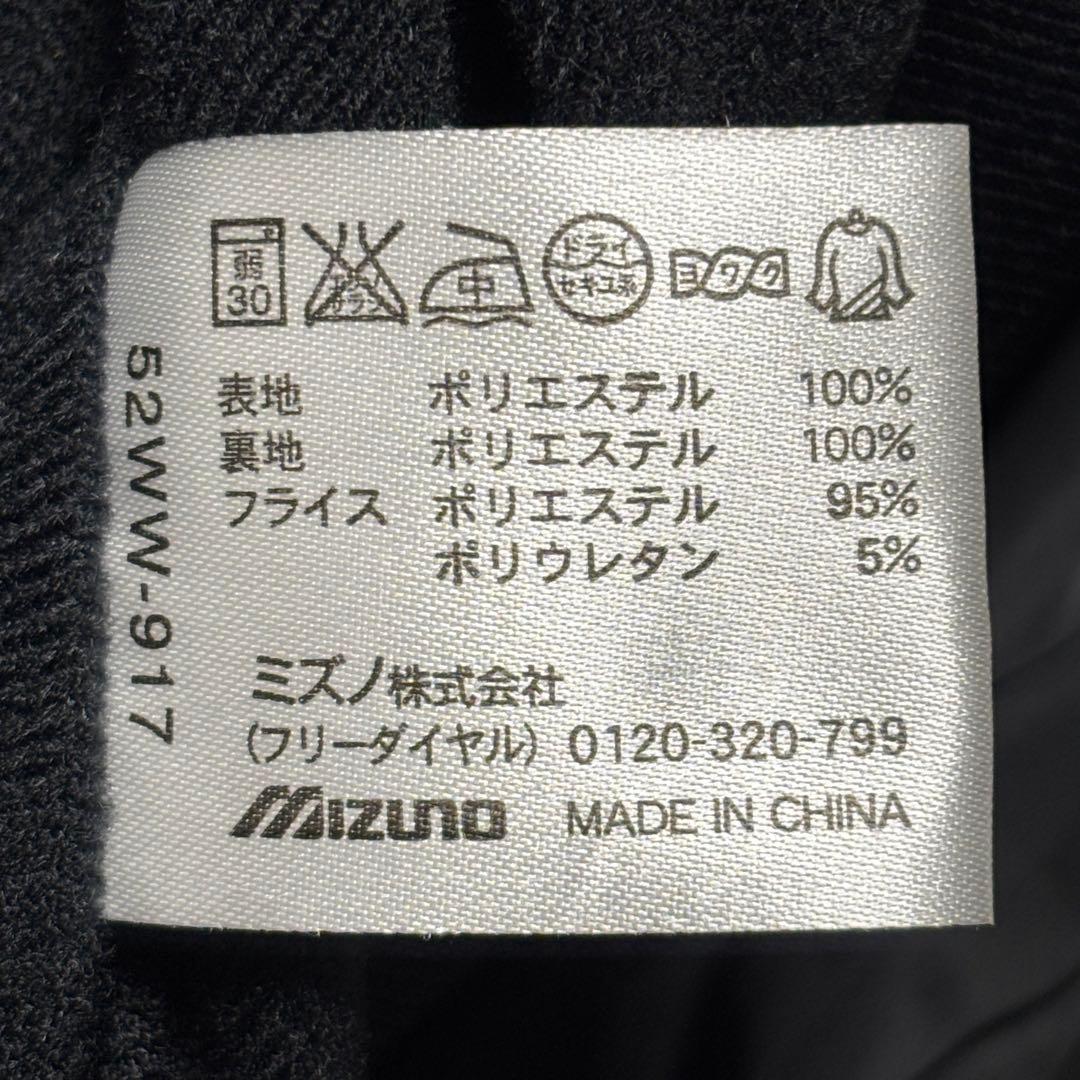 弱
30
エンソサラシ
中
ドライ
セキユ系
ヨワク
表地 ポリエステル 100%
裏地 ポリエステル 100%
フライス ポリエステル 95%
ポリウレタン 5%
ミズノ株式会社
(フリーダイヤル) 0120-320-799
MIZUNO MADE IN CHINA
52WW-917